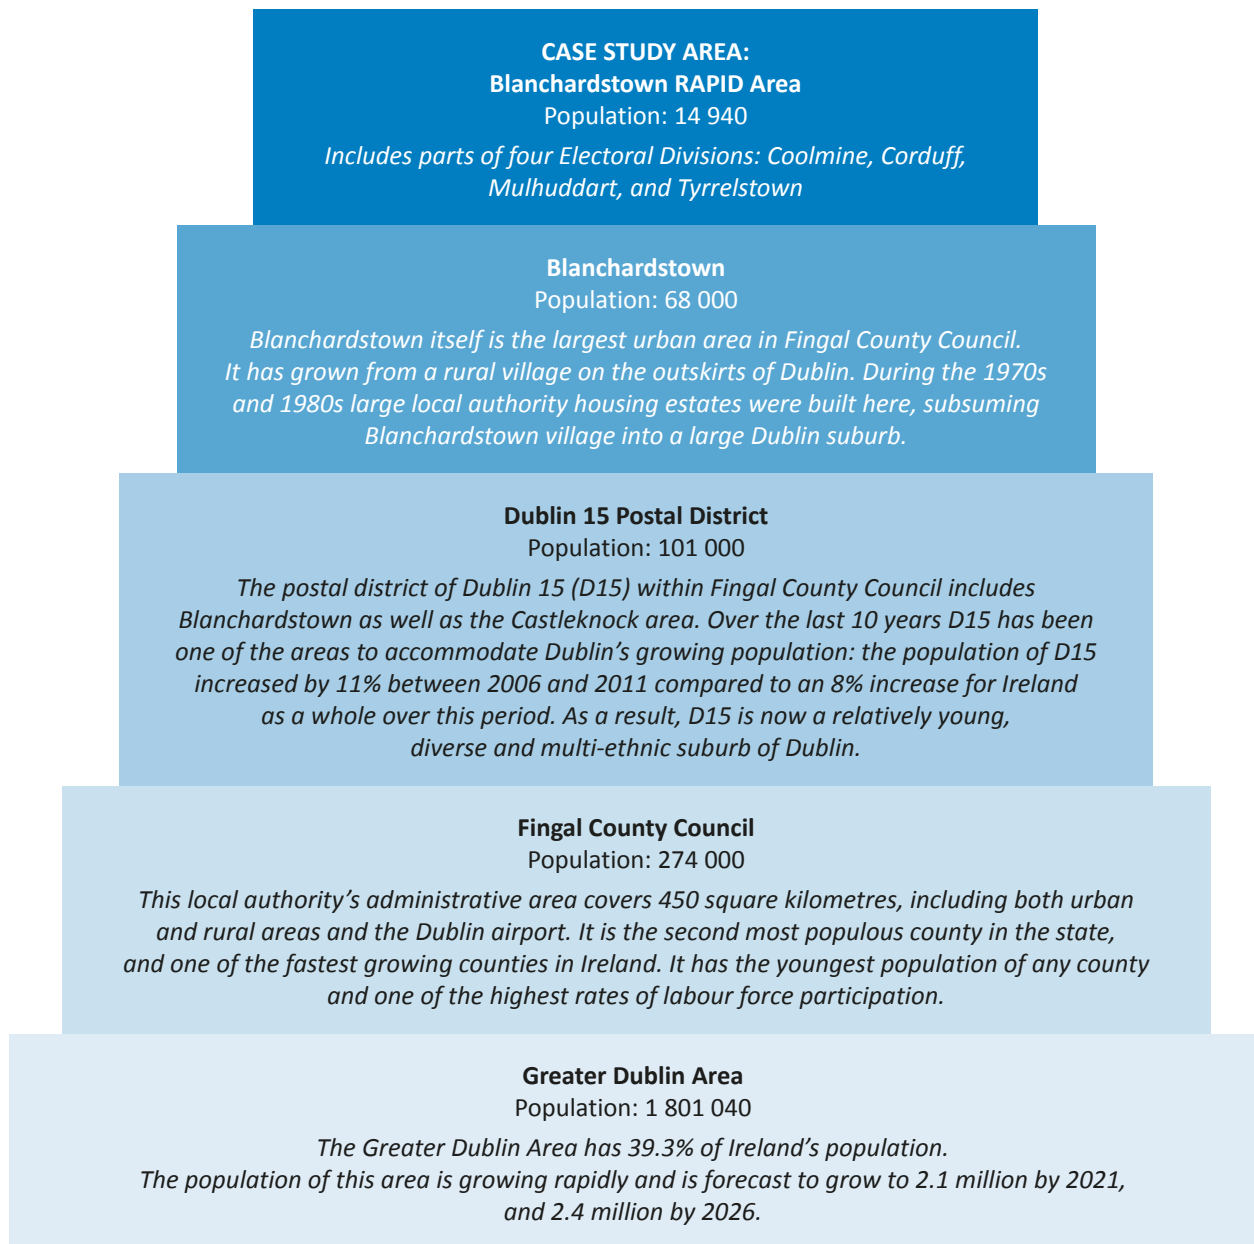 CASE STUDY AREA:
Blanchardstown RAPID Area
Population: 14 940
Includes parts of four Electoral Divisions: Coolmine, Corduff,
Mulhuddart, and Tyrrelstown
Blanchardstown
Population: 68 000
Blanchardstown itself is the largest urban area in Fingal County Council.
It has grown from a rural village on the outskirts of Dublin. During the 1970s
and 1980s large local authority housing estates were built here, subsuming
Blanchardstown village into a large Dublin suburb.
Dublin 15 Postal District
Population: 101 000
The postal district of Dublin 15 (D15) within Fingal County Council includes
Blanchardstown as well as the Castleknock area. Over the last 10 years D15 has been
one of the areas to accommodate Dublin’s growing population: the population of D15
increased by 11% between 2006 and 2011 compared to an 8% increase for Ireland
as a whole over this period. As a result, D15 is now a relatively young,
diverse and multi-ethnic suburb of Dublin.
Fingal County Council
Population: 274 000
This local authority’s administrative area covers 450 square kilometres, including both urban
and rural areas and the Dublin airport. It is the second most populous county in the state,
and one of the fastest growing counties in Ireland. It has the youngest population of any county
and one of the highest rates of labour force participation.
Greater Dublin Area
Population: 1 801 040
The Greater Dublin Area has 39.3% of Ireland’s population.
The population of this area is growing rapidly and is forecast to grow to 2.1 million by 2021,
and 2.4 million by 2026.